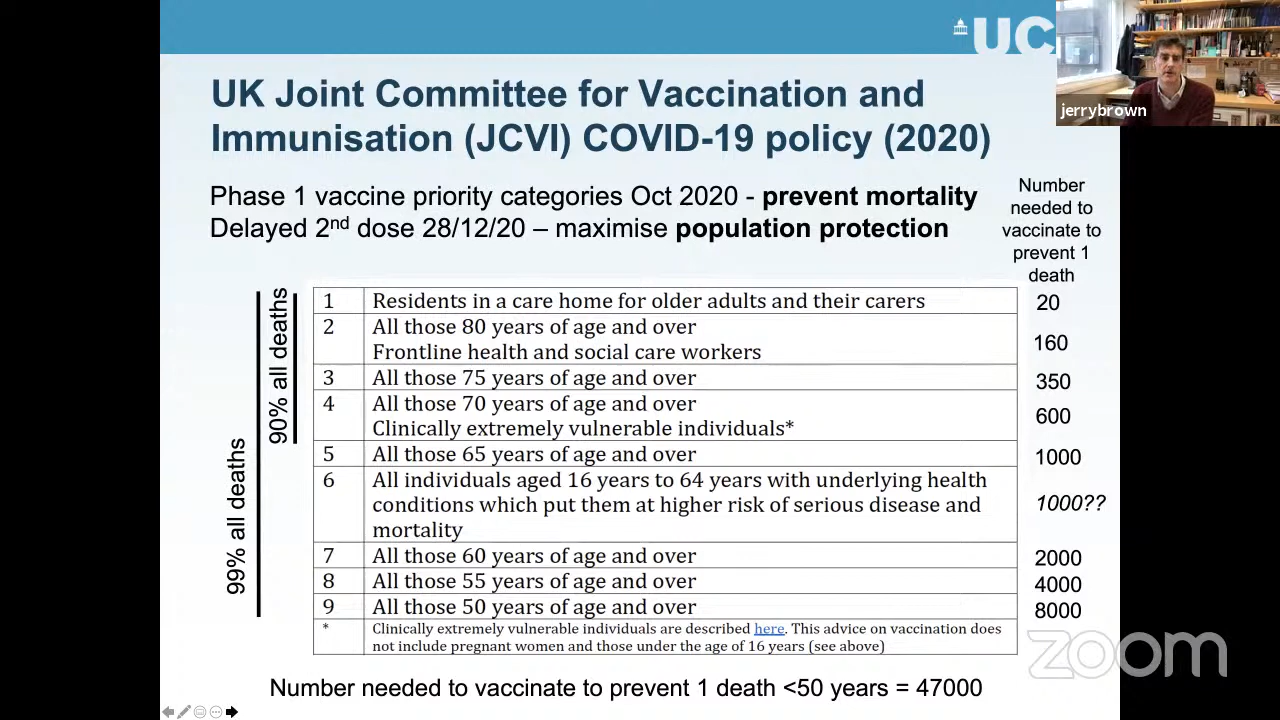 UC
jerrybrown
UK Joint Committee for Vaccination and
Immunisation (JCVI) COVID-19 policy (2020)
Phase 1 vaccine priority categories Oct 2020 - prevent mortality
Delayed 2nd dose 28/12/20 – maximise population protection
Number
needed to
vaccinate to
prevent 1
death
90% all deaths
99% all deaths
1 Residents in a care home for older adults and their carers 20
2 All those 80 years of age and over
Frontline health and social care workers 160
3 All those 75 years of age and over 350
4 All those 70 years of age and over
Clinically extremely vulnerable individuals* 600
5 All those 65 years of age and over 1000
6 All individuals aged 16 years to 64 years with underlying health
conditions which put them at higher risk of serious disease and 1000??
mortality
7 All those 60 years of age and over 2000
8 All those 55 years of age and over 4000
9 All those 50 years of age and over 8000
* Clinically extremely vulnerable individuals are described here. This advice on vaccination does
not include pregnant women and those under the age of 16 years (see above)
zoom
Number needed to vaccinate to prevent 1 death <50 years = 47000